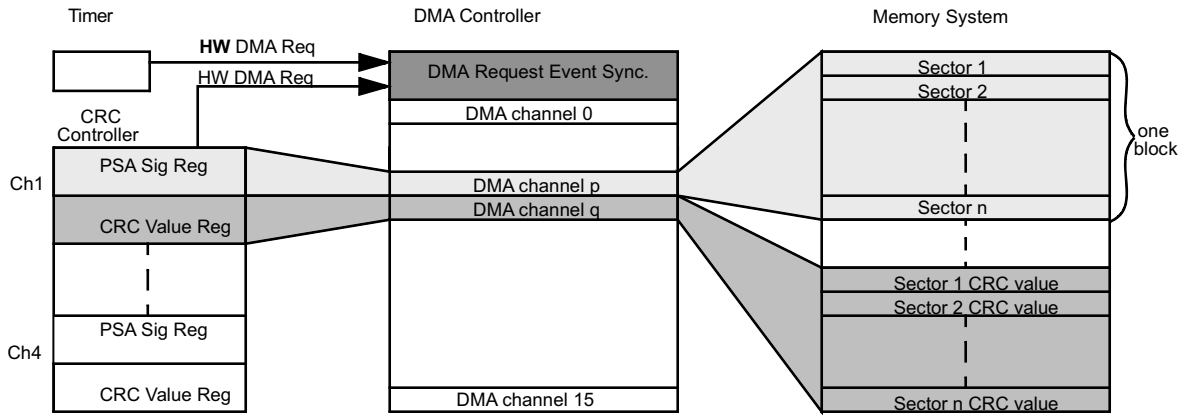 Timer
DMA Controller
Memory System
HW DMA Req
HW DMA Req
DMA Request Event Sync.
DMA channel 0
CRC
Controller
Ch1
PSA Sig Reg
CRC Value Reg
DMA channel p
DMA channel q
Sector 1
Sector 2
Sector n
one
block
Sector 1 CRC value
Sector 2 CRC value
Sector n CRC value
Ch4
PSA Sig Reg
CRC Value Reg
DMA channel 15